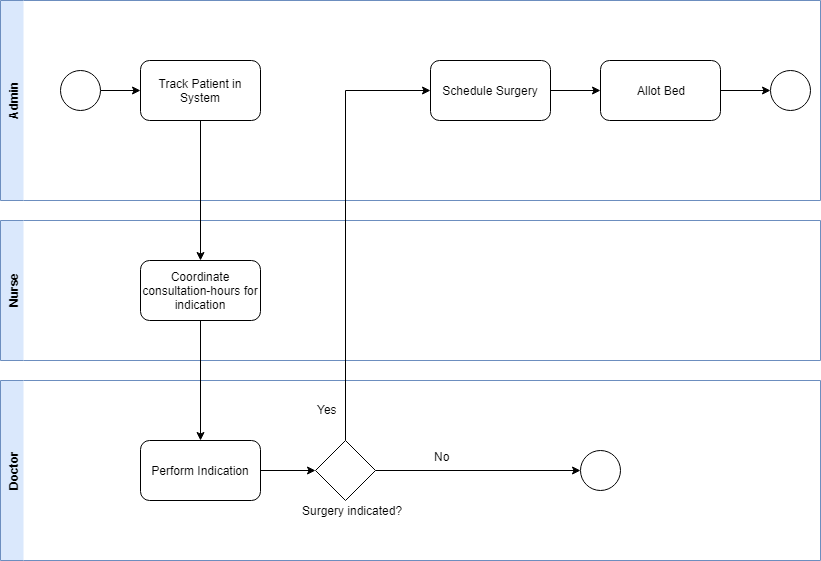 Admin
Track Patient in
System
Schedule Surgery
Allot Bed
Nurse
Coordinate
consultation-hours for
indication
Doctor
Yes
Perform Indication
No
Surgery indicated?